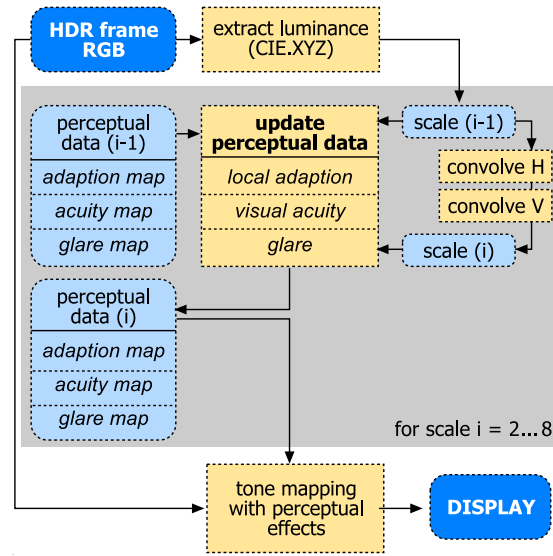 HDR frame
RGB
extract luminance
(CIE.XYZ)
perceptual
data (i-1)
adaption map
acuity map
glare map
update
perceptual data
local adaption
visual acuity
glare
scale (i-1)
convolve H
convolve V
scale (i)
perceptual
data (i)
adaption map
acuity map
glare map
for scale i = 2...8
tone mapping
with perceptual
effects
DISPLAY